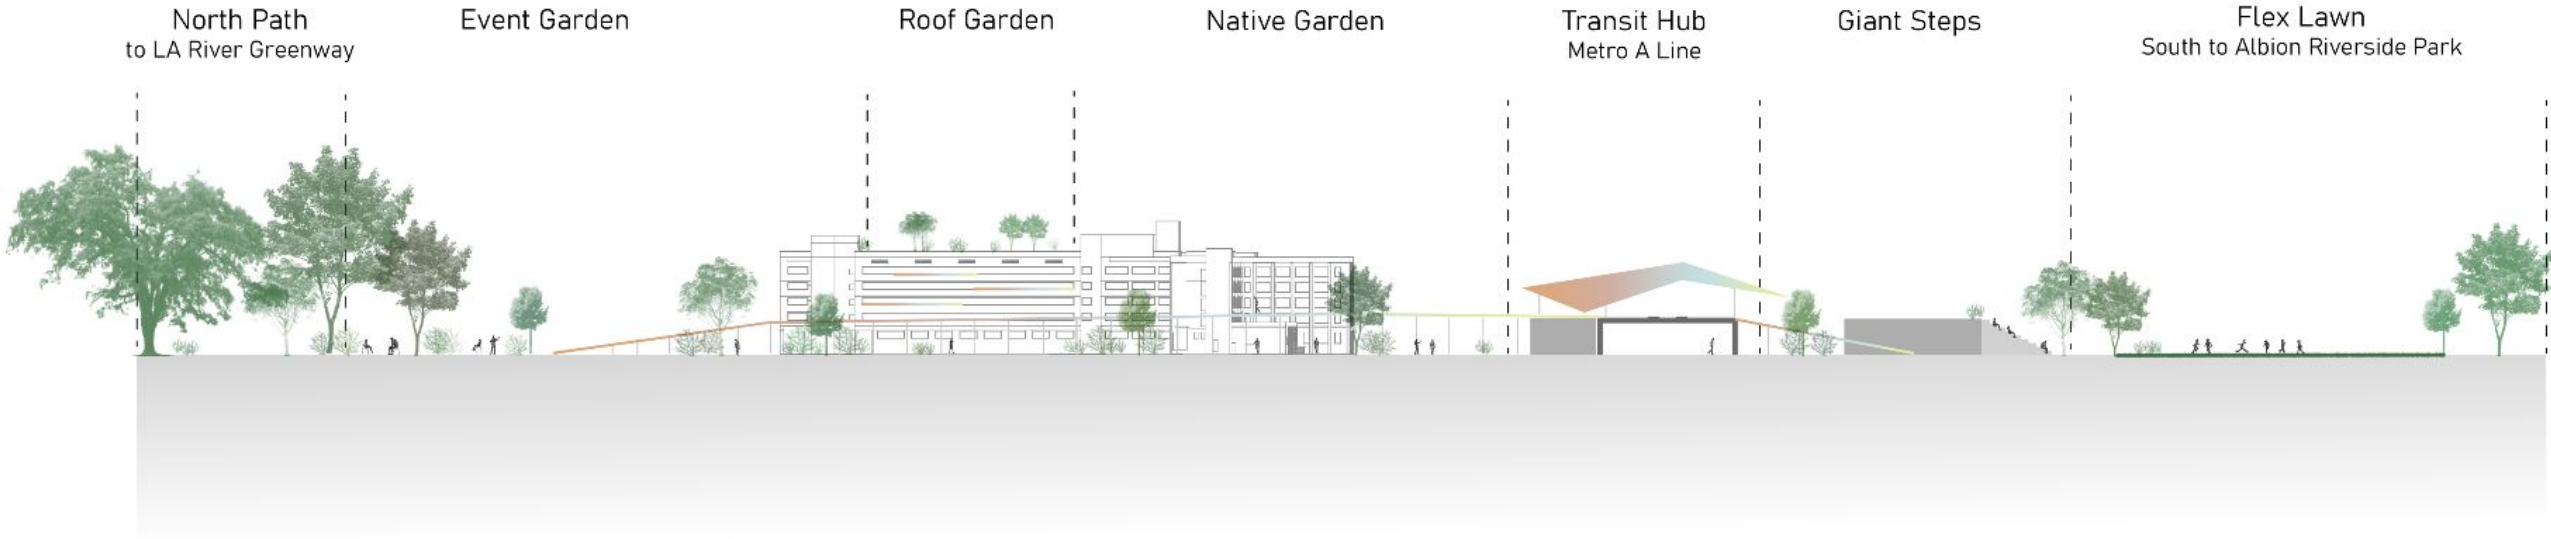 North Path
to LA River Greenway
Event Garden
Roof Garden
Native Garden
Transit Hub
Metro A Line
Giant Steps
Flex Lawn
South to Albion Riverside Park